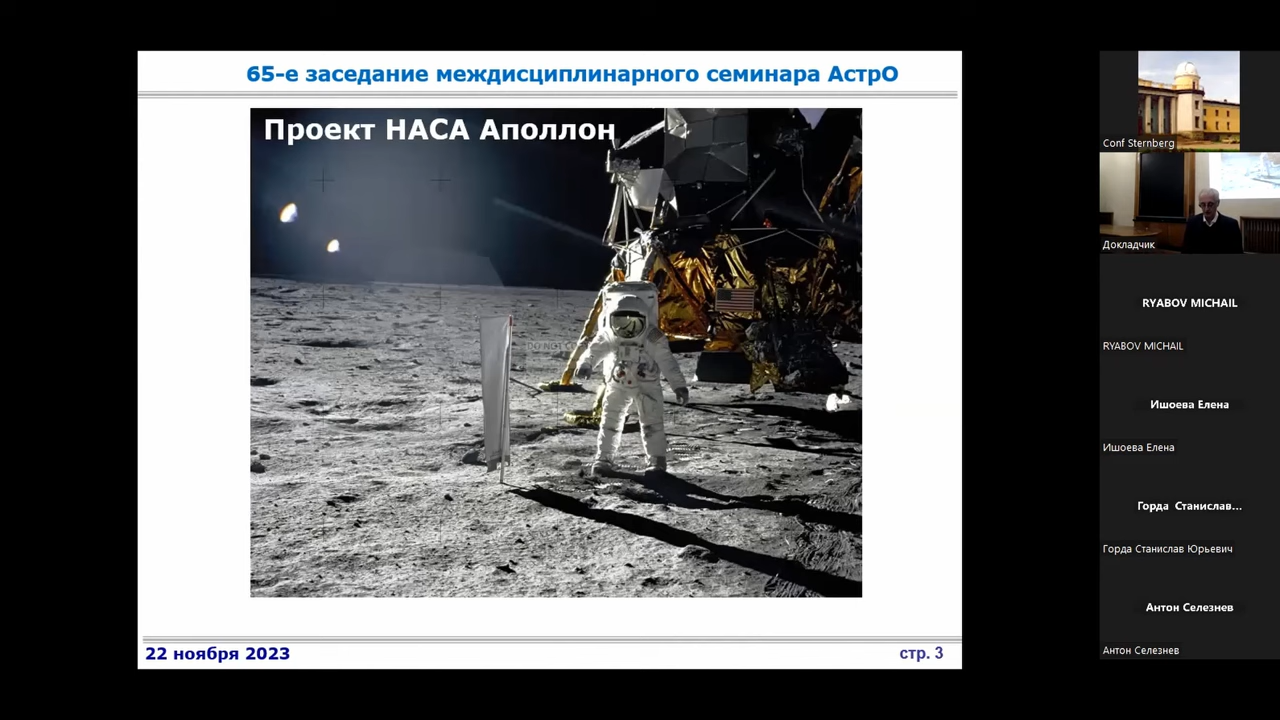 65-е заседание междисциплинарного семинара АстрО
Проект НАСА Аполлон
22 ноября 2023
стр. 3
Conf Sternberg
Докладчик
RYABOV MICHAIL
RYABOV MICHAIL
Ишоева Елена
Ишоева Елена
Горда Станислав...
Горда Станислав Юрьевич
Антон Селезнев
Антон Селезнев